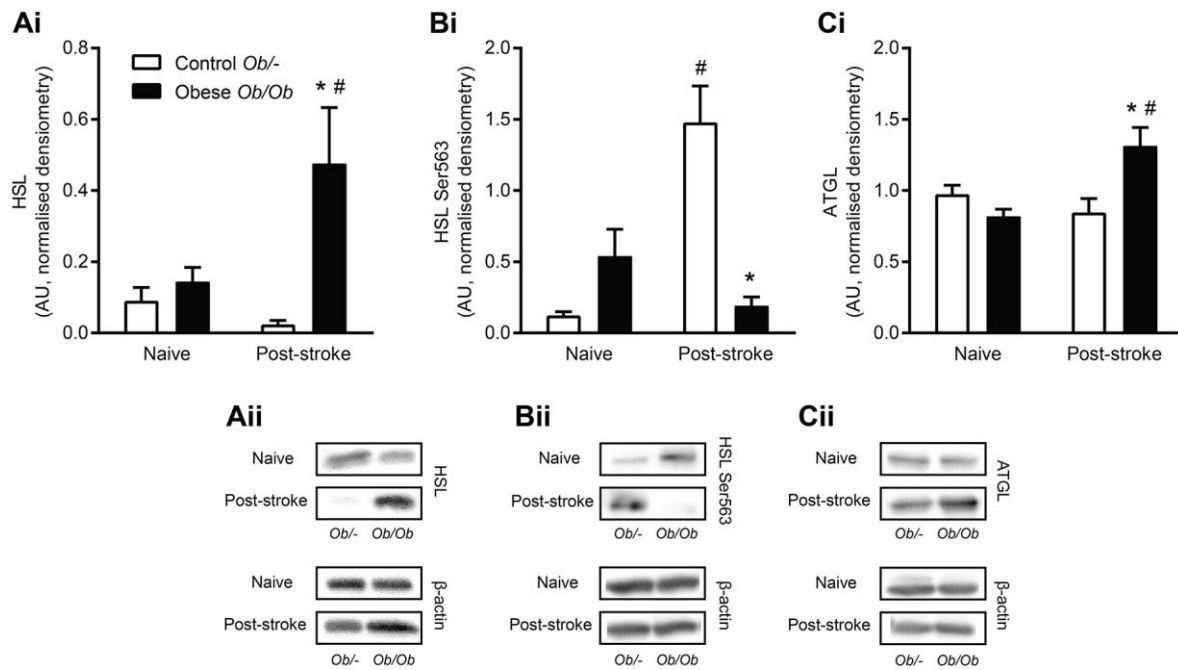 Ai
HSL
(AU, normalised densiometry)
0.8
0.6
0.4
0.2
0.0
Control Ob/-
Obese Ob/Ob
* #
Naive
Post-stroke
Bi
HSL Ser563
(AU, normalised densiometry)
2.0
1.5
1.0
0.5
0.0
#
*
Naive
Post-stroke
Ci
ATGL
(AU, normalised densiometry)
2.0
1.5
1.0
0.5
0.0
* #
Naive
Post-stroke
Aii
Naive
Post-stroke
HSL
Ob/- Ob/Ob
Naive
Post-stroke
β-actin
Ob/- Ob/Ob
Bii
Naive
Post-stroke
HSL Ser563
Ob/- Ob/Ob
Naive
Post-stroke
β-actin
Ob/- Ob/Ob
Cii
Naive
Post-stroke
ATGL
Ob/- Ob/Ob
Naive
Post-stroke
β-actin
Ob/- Ob/Ob